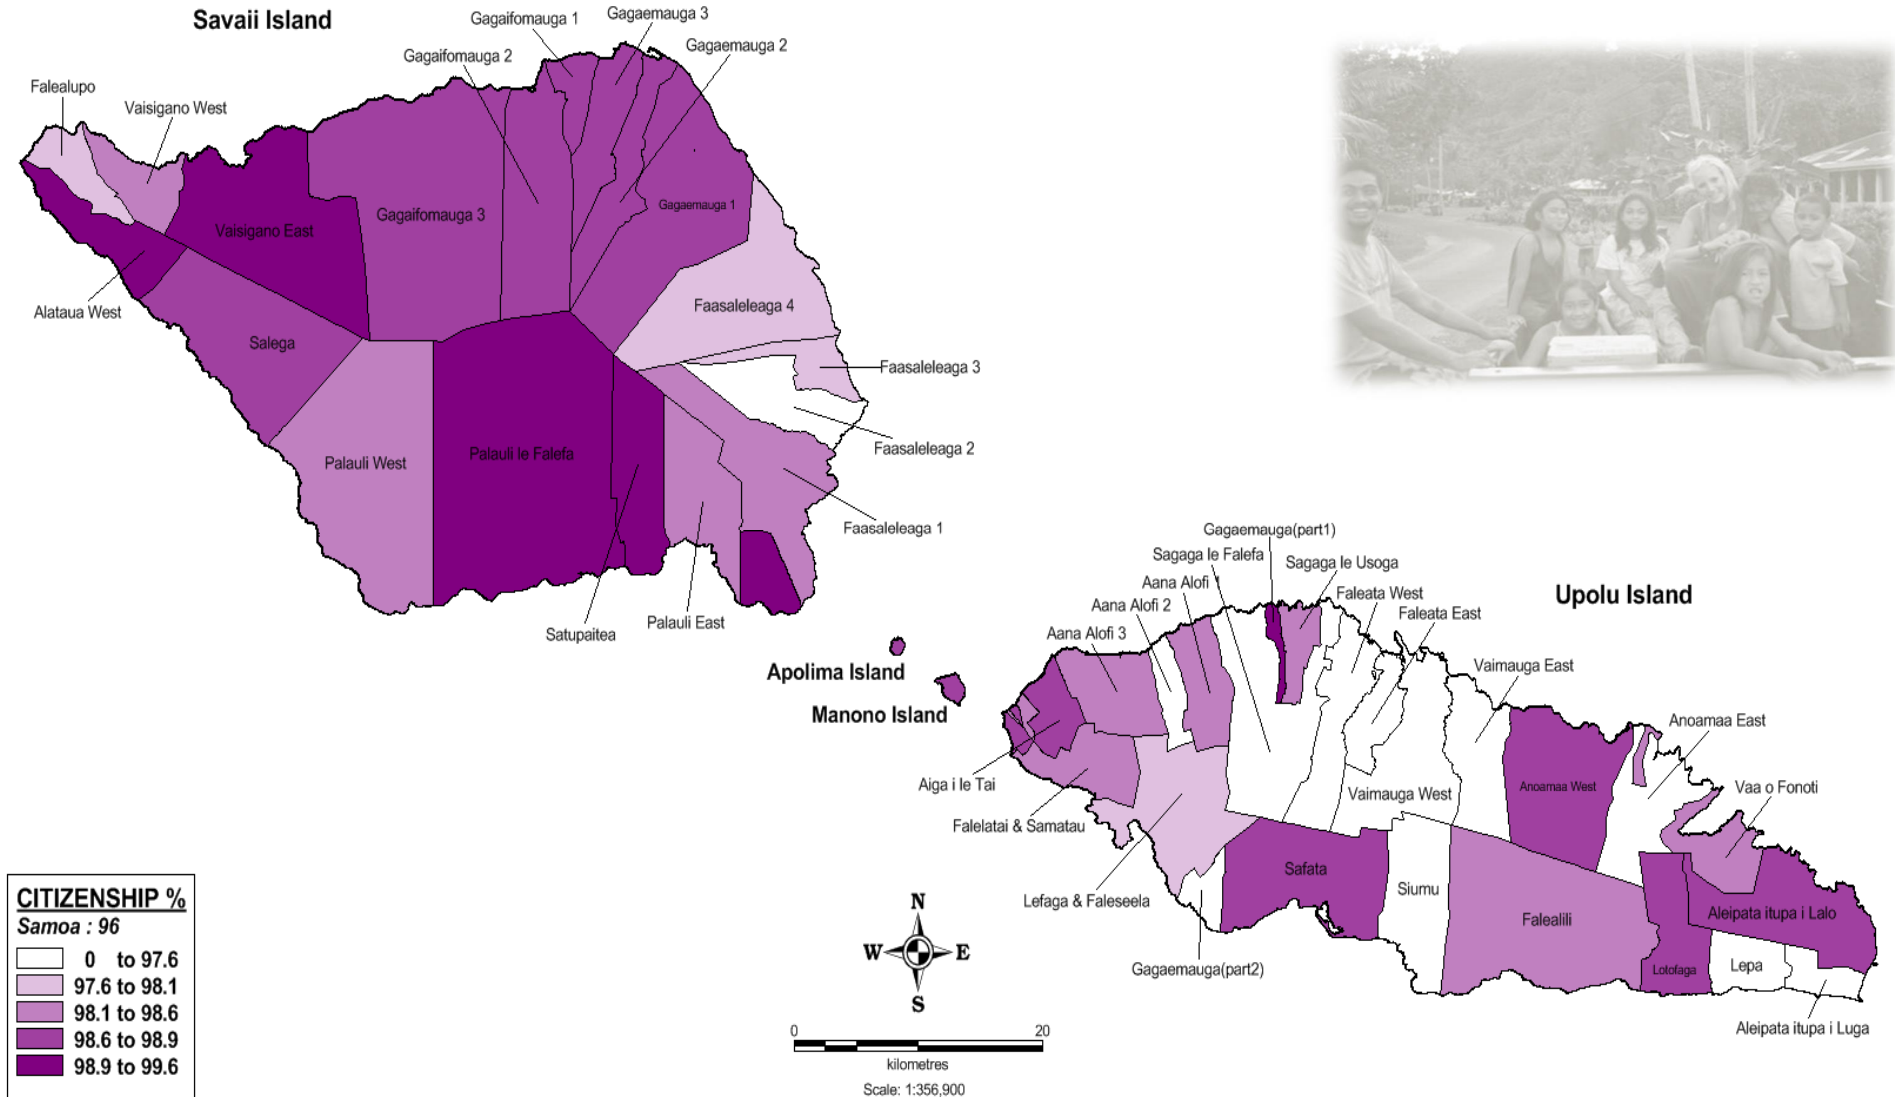 Savaii Island
Gagaifomauga 1
Gagaemauga 3
Gagaifomauga 2
Gagaemauga 2
Falealupo
Vaisigano West
Gagaemauga 1
Gagaifomauga 3
Vaisigano East
Alataua West
Faasaleleaga 4
Salega
Faasaleleaga 3
Faasaleleaga 2
Palauli West
Palauli le Falefa
Faasaleleaga 1
Satupaitea
Palauli East
Apolima Island
Manono Island
Upolu Island
Gagaemauga(part1)
Sagaga le Falefa
Sagaga le Usoga
Aana Alofi 1
Faleata West
Aana Alofi 2
Faleata East
Aana Alofi 3
Vaimauga East
Anoamaa East
Aiga i le Tai
Vaimauga West
Anoamaa West
Vaa o Fonoti
Falelatai & Samatau
Safata
Siumu
Lefaga & Faleseela
Falealili
Aleipata itupa i Lalo
Gagaemauga(part2)
Lotofaga
Lepa
Aleipata itupa i Luga
CITIZENSHIP %
Samoa : 96
0 to 97.6
97.6 to 98.1
98.1 to 98.6
98.6 to 98.9
98.9 to 99.6
N
W E
S
0 20
kilometres
Scale: 1:356,900